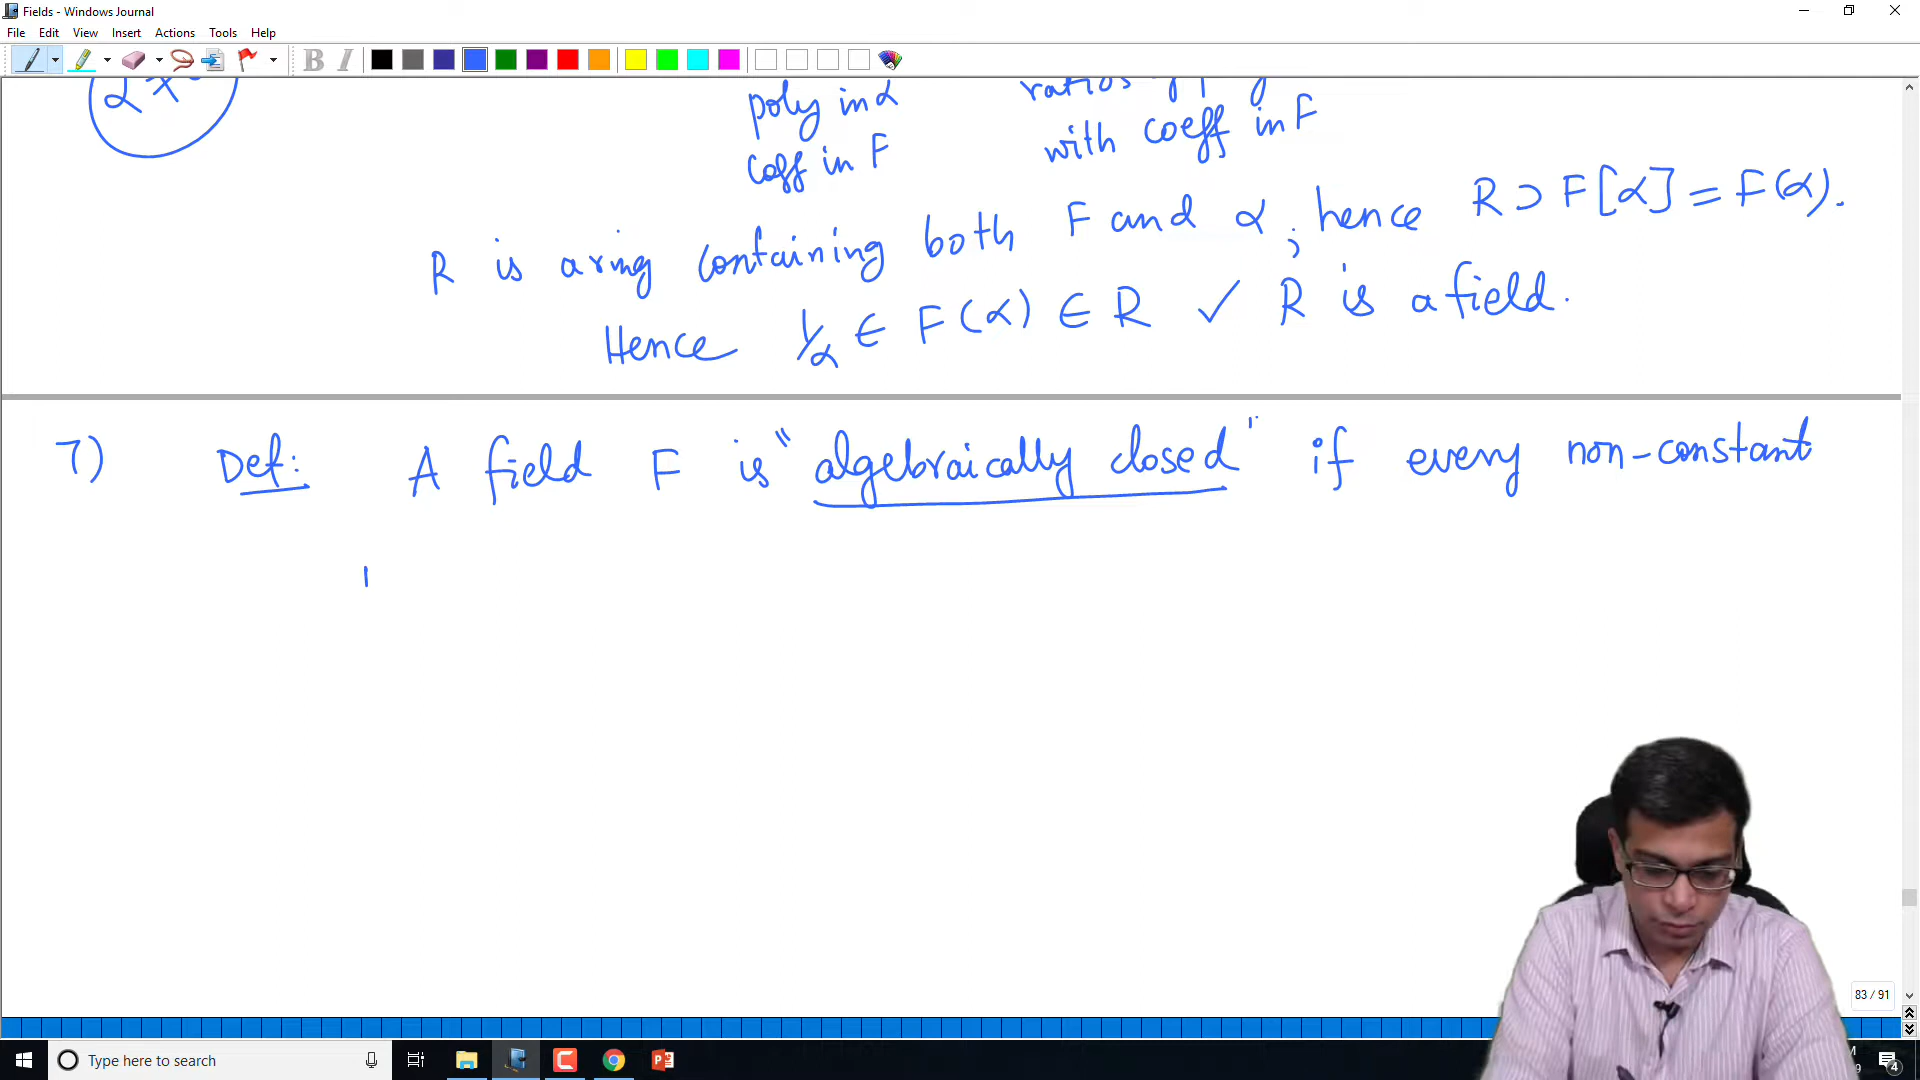 Fields - Windows Journal
File Edit View Insert Actions Tools Help
B I
α ≠
poly in α
coff in F
ratios
with coeff in F
R is a ring containing both F and α; hence R ⊃ F[α] = F(α).
Hence 1/α ∈ F(α) ∈ R ✓ R is a field.
7) Def: A field F is "algebraically closed" if every non-constant
83 / 91
Type here to search
4